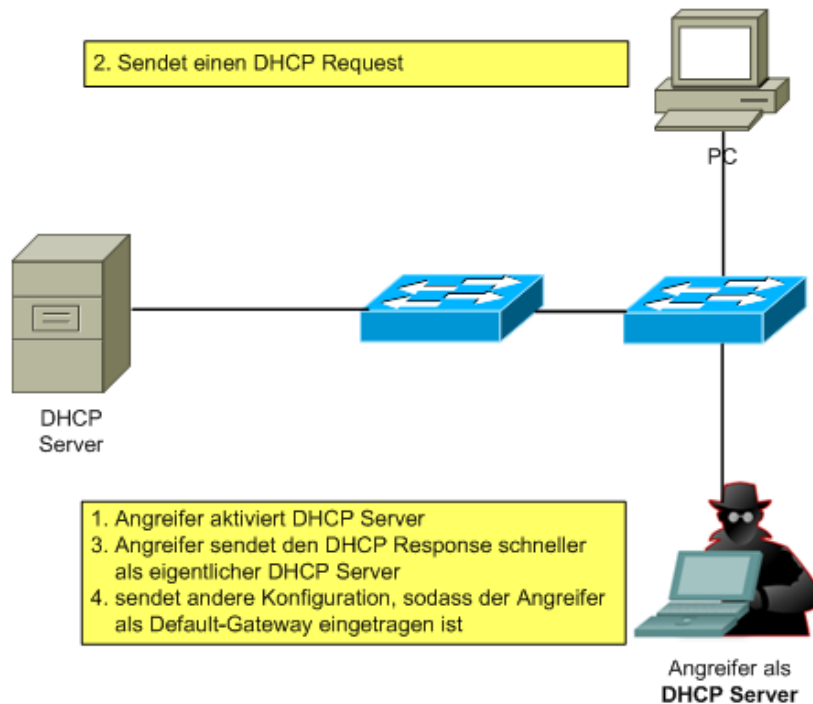 2. Sendet einen DHCP Request
PC
DHCP
Server
1. Angreifer aktiviert DHCP Server
3. Angreifer sendet den DHCP Response schneller
als eigentlicher DHCP Server
4. sendet andere Konfiguration, sodass der Angreifer
als Default-Gateway eingetragen ist
Angreifer als
DHCP Server